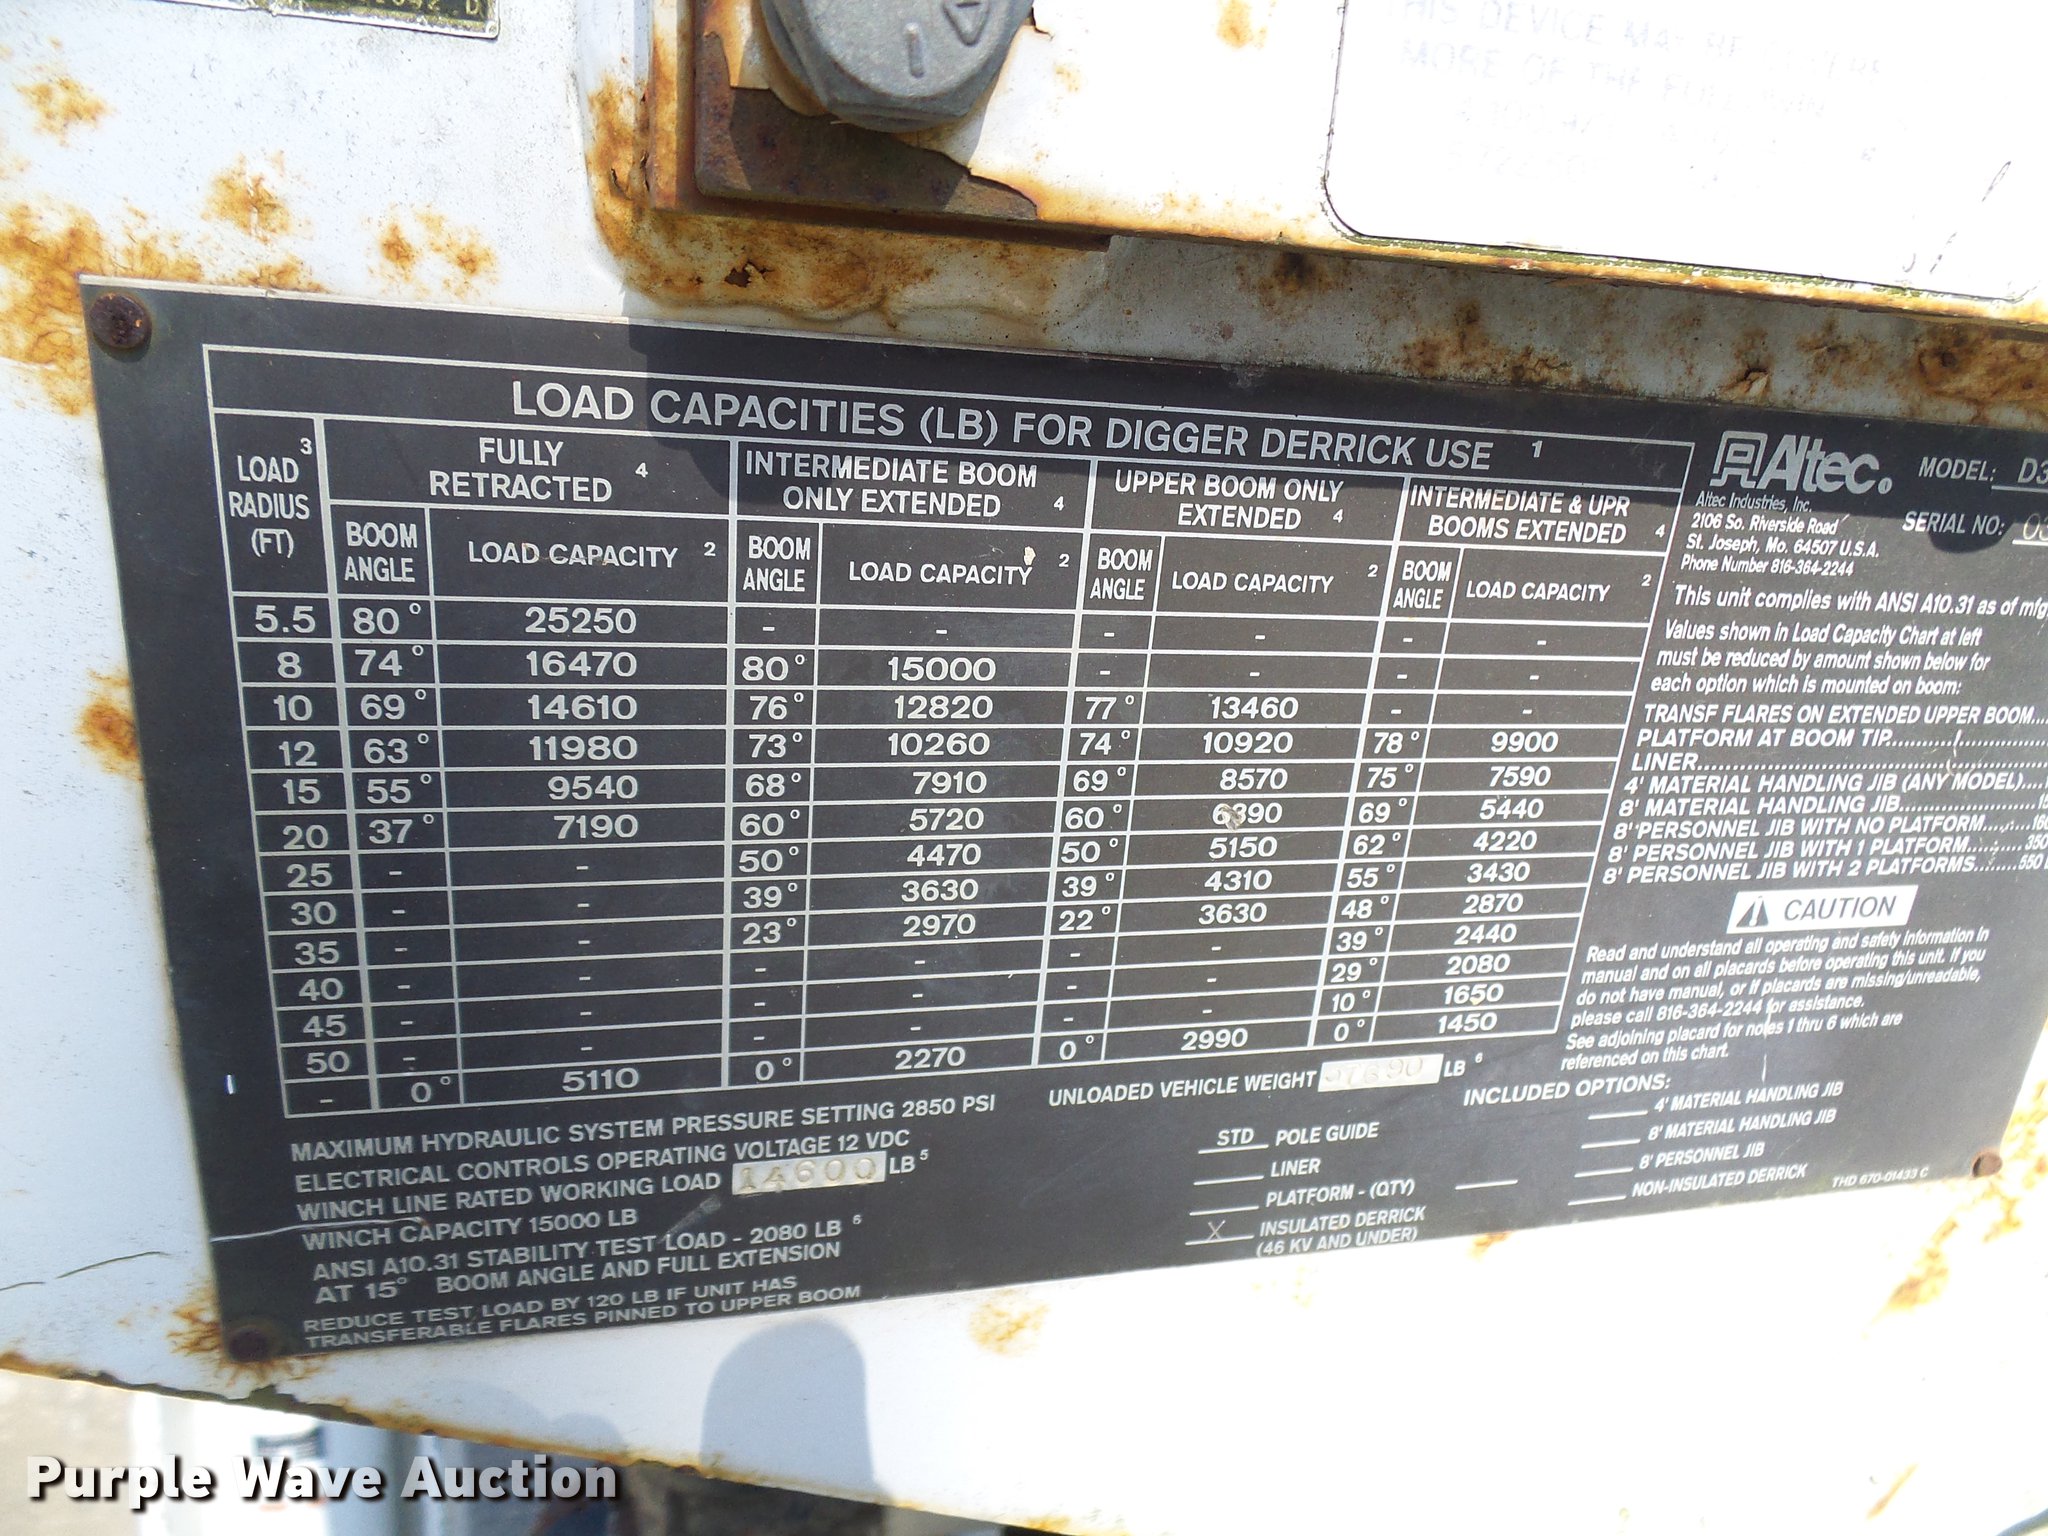 THIS DEVICE
MORE OF THE
LOAD CAPACITIES (LB) FOR DIGGER DERRICK USE 1
LOAD 3 RADIUS (FT)
FULLY RETRACTED 4
INTERMEDIATE BOOM ONLY EXTENDED 4
UPPER BOOM ONLY EXTENDED 4
INTERMEDIATE & UPR BOOMS EXTENDED 4
BOOM ANGLE LOAD CAPACITY 2 BOOM ANGLE LOAD CAPACITY 2 BOOM ANGLE LOAD CAPACITY 2 BOOM ANGLE LOAD CAPACITY 2
5.5 80° 25250 - - - - - -
8 74° 16470 80° 15000 - - - -
10 69° 14610 76° 12820 77° 13460 - -
12 63° 11980 73° 10260 74° 10920 78° 9900
15 55° 9540 68° 7910 69° 8570 75° 7590
20 37° 7190 60° 5720 60° 6390 69° 5440
25 - - 50° 4470 50° 5150 62° 4220
30 - - 39° 3630 39° 4310 55° 3430
35 - - 23° 2970 22° 3630 48° 2870
40 - - - - - - 39° 2440
45 - - - - - - 29° 2080
50 - - - - - - 10° 1650
- 0° 5110 0° 2270 0° 2990 0° 1450
MAXIMUM HYDRAULIC SYSTEM PRESSURE SETTING 2850 PSI
ELECTRICAL CONTROLS OPERATING VOLTAGE 12 VDC
WINCH LINE RATED WORKING LOAD 14600 LB 5
WINCH CAPACITY 15000 LB
ANSI A10.31 STABILITY TEST LOAD - 2080 LB 6
AT 15° BOOM ANGLE AND FULL EXTENSION
REDUCE TEST LOAD BY 120 LB IF UNIT HAS
TRANSFERABLE FLARES PINNED TO UPPER BOOM
UNLOADED VEHICLE WEIGHT LB 6
INCLUDED OPTIONS:
STD POLE GUIDE
LINER
PLATFORM - (QTY)
X INSULATED DERRICK
(46 KV AND UNDER)
4' MATERIAL HANDLING JIB
8' MATERIAL HANDLING JIB
8' PERSONNEL JIB
NON-INSULATED DERRICK
THD 670-01433 C
Altec.
Altec Industries, Inc.
2106 So. Riverside Road
St. Joseph, Mo. 64507 U.S.A.
Phone Number 816-364-2244
MODEL: D3
SERIAL NO: 03
This unit complies with ANSI A10.31 as of mfg
Values shown in Load Capacity Chart at left
must be reduced by amount shown below for
each option which is mounted on boom:
TRANSF FLARES ON EXTENDED UPPER BOOM....
PLATFORM AT BOOM TIP
LINER
4' MATERIAL HANDLING JIB (ANY MODEL)
8' MATERIAL HANDLING JIB
8' PERSONNEL JIB WITH NO PLATFORM
8' PERSONNEL JIB WITH 1 PLATFORM 350
8' PERSONNEL JIB WITH 2 PLATFORMS 550
CAUTION
Read and understand all operating and safety information in
manual and on all placards before operating this unit. If you
do not have manual, or if placards are missing/unreadable,
please call 816-364-2244 for assistance.
See adjoining placard for notes 1 thru 6 which are
referenced on this chart.
Purple Wave Auction